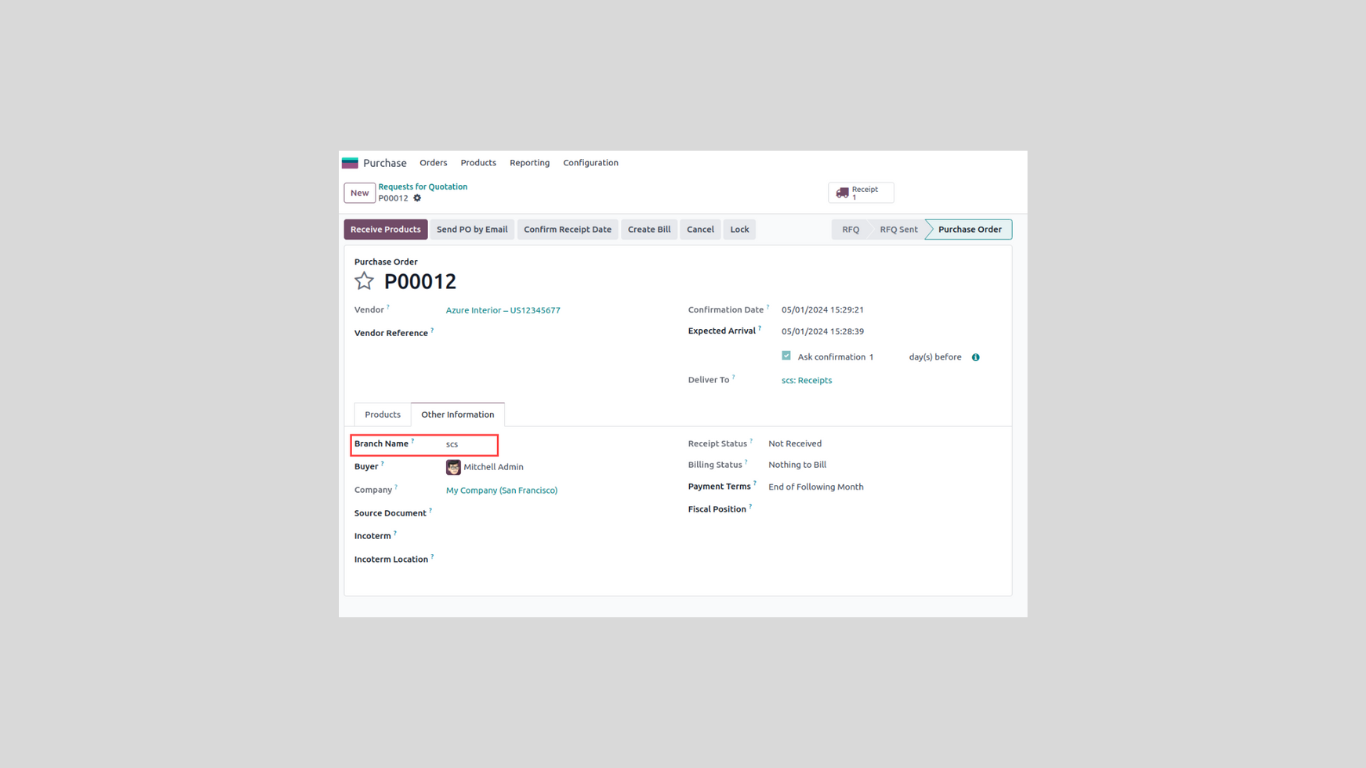 Purchase Orders Products Reporting Configuration
New Requests for Quotation
P00012
Receipt
1
Receive Products Send PO by Email Confirm Receipt Date Create Bill Cancel Lock RFQ RFQ Sent Purchase Order
Purchase Order
P00012
Vendor ? Azure Interior – US12345677 Confirmation Date ? 05/01/2024 15:29:21
Vendor Reference ? Expected Arrival ? 05/01/2024 15:28:39
Ask confirmation 1 day(s) before
Deliver To ? scs: Receipts
Products Other Information
Branch Name ? scs Receipt Status ? Not Received
Buyer ? Mitchell Admin Billing Status ? Nothing to Bill
Company ? My Company (San Francisco) Payment Terms ? End of Following Month
Source Document ? Fiscal Position ?
Incoterm ?
Incoterm Location ?